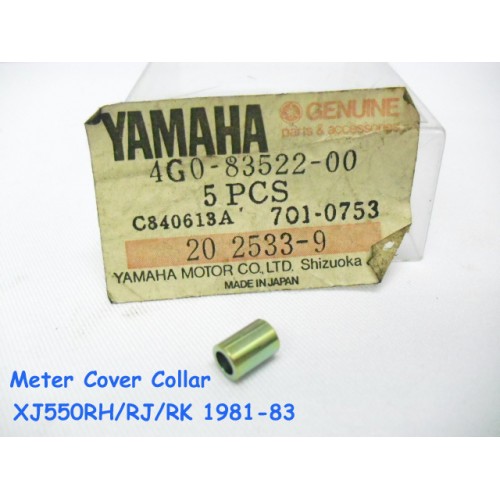 YAMAHA
GENUINE
parts & accessories
4G0-83522-00
5 PCS
C840613A' 701-0753
20 2533-9
YAMAHA MOTOR CO., LTD. Shizuoka
MADE IN JAPAN
Meter Cover Collar
XJ550RH/RJ/RK 1981-83